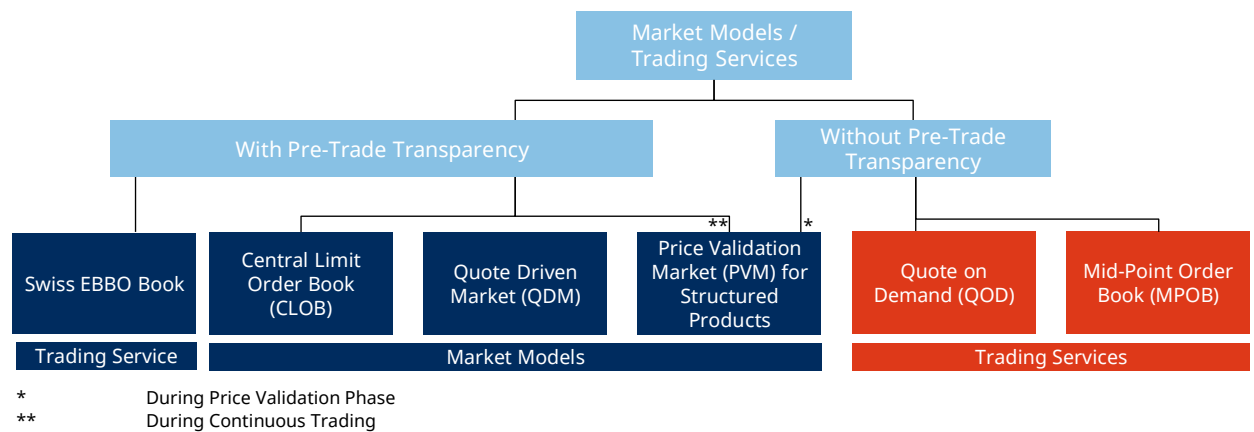 Market Models /
Trading Services
With Pre-Trade Transparency
Without Pre-Trade
Transparency
**
*
Swiss EBBO Book
Central Limit
Order Book
(CLOB)
Quote Driven
Market (QDM)
Price Validation
Market (PVM) for
Structured
Products
Quote on
Demand (QOD)
Mid-Point Order
Book (MPOB)
Trading Service
Market Models
Trading Services
* During Price Validation Phase
** During Continuous Trading